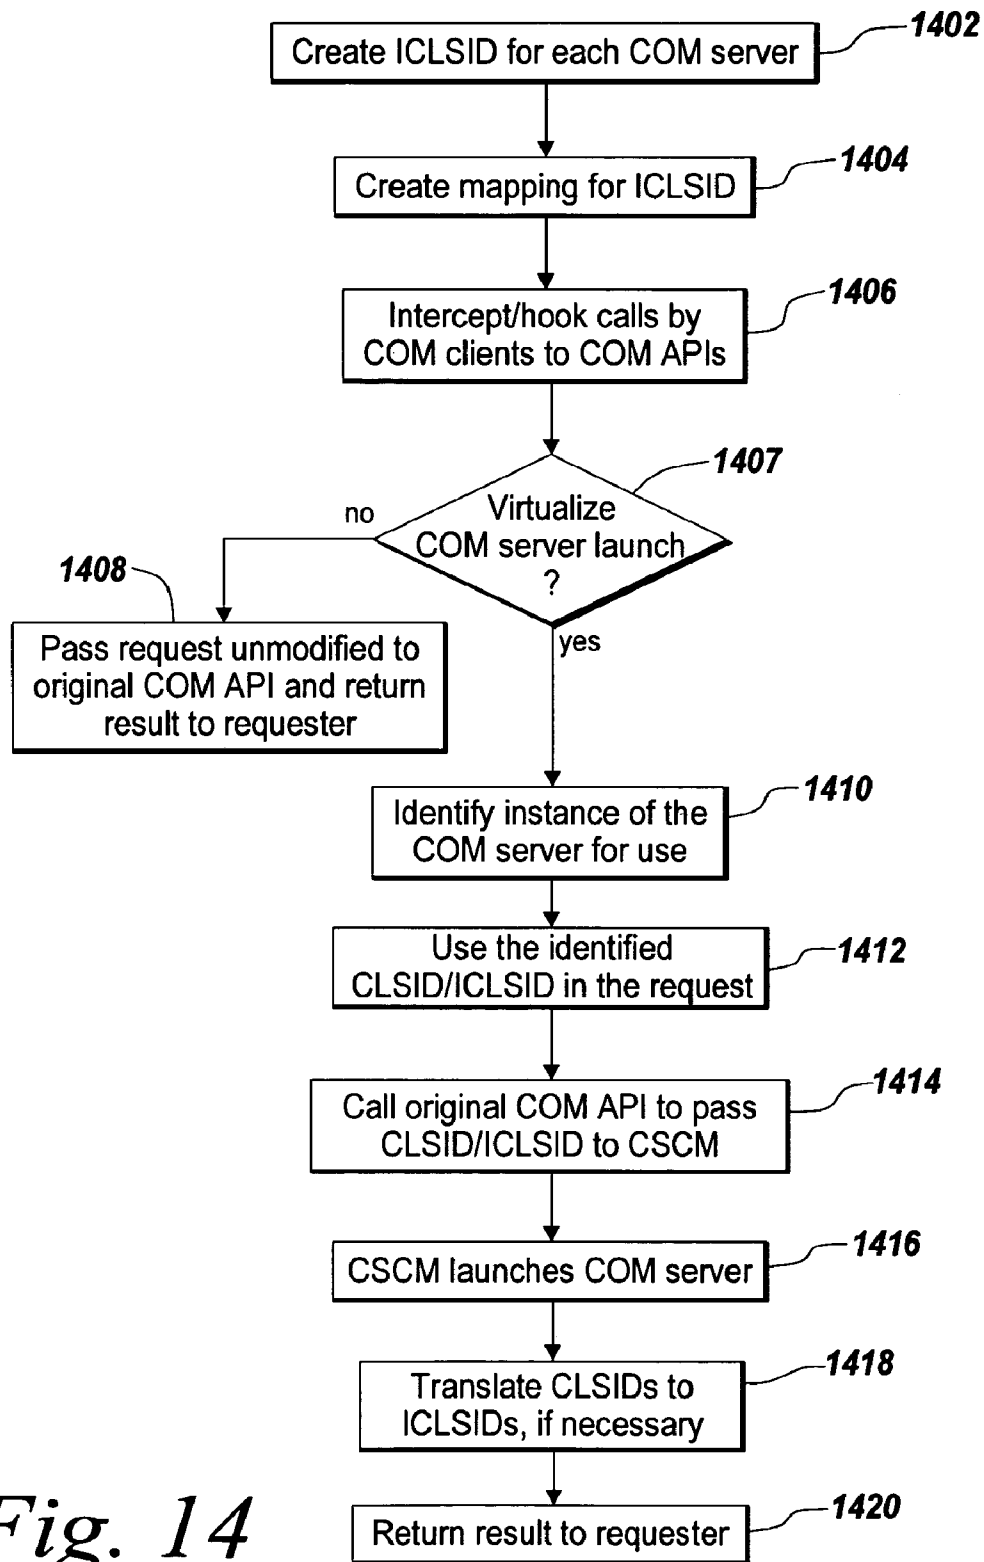 1402
Create ICLSID for each COM server
1404
Create mapping for ICLSID
1406
Intercept/hook calls by
COM clients to COM APIs
1407
Virtualize
COM server launch
?
no
yes
1408
Pass request unmodified to
original COM API and return
result to requester
1410
Identify instance of the
COM server for use
1412
Use the identified
CLSID/ICLSID in the request
1414
Call original COM API to pass
CLSID/ICLSID to CSCM
1416
CSCM launches COM server
1418
Translate CLSIDs to
ICLSIDs, if necessary
1420
Return result to requester
Fig. 14